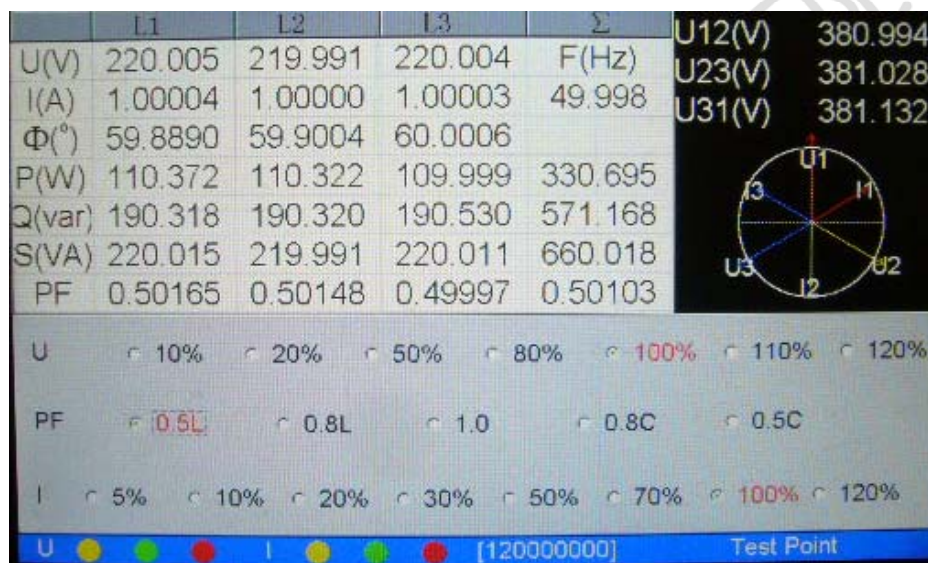 L1 L2 L3 Σ
U(V) 220.005 219.991 220.004 F(Hz)
I(A) 1.00004 1.00000 1.00003 49.998
Φ(°) 59.8890 59.9004 60.0006
P(W) 110.372 110.322 109.999 330.695
Q(var) 190.318 190.320 190.530 571.168
S(VA) 220.015 219.991 220.011 660.018
PF 0.50165 0.50148 0.49997 0.50103
U12(V) 380.994
U23(V) 381.028
U31(V) 381.132
U1
I3 I1
U3 U2
I2
U 10% 20% 50% 80% 100% 110% 120%
PF 0.5L 0.8L 1.0 0.8C 0.5C
I 5% 10% 20% 30% 50% 70% 100% 120%
U I [120000000] Test Point